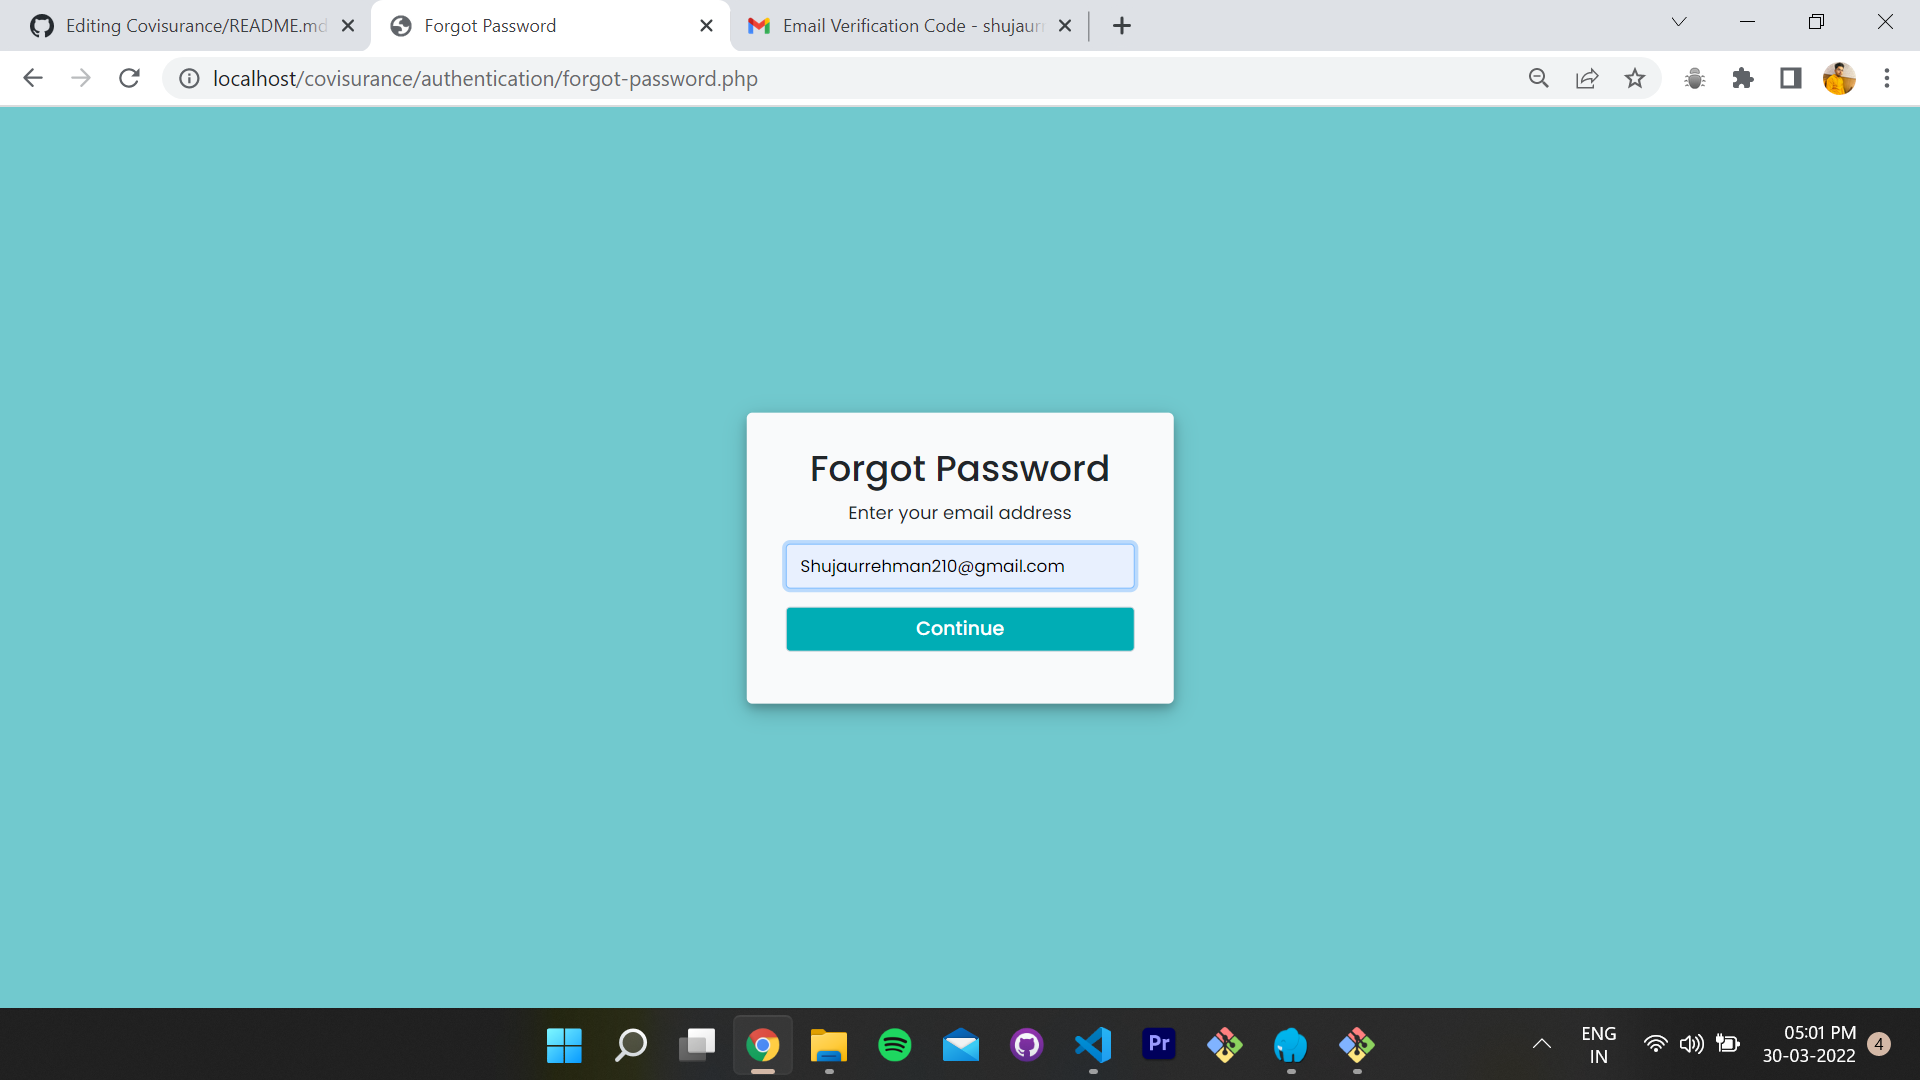 Editing Covisurance/README.md
Forgot Password
Email Verification Code - shujaurr
localhost/covisurance/authentication/forgot-password.php
Forgot Password
Enter your email address
Shujaurrehman210@gmail.com
Continue
Pr
ENG
IN
05:01 PM
30-03-2022
4